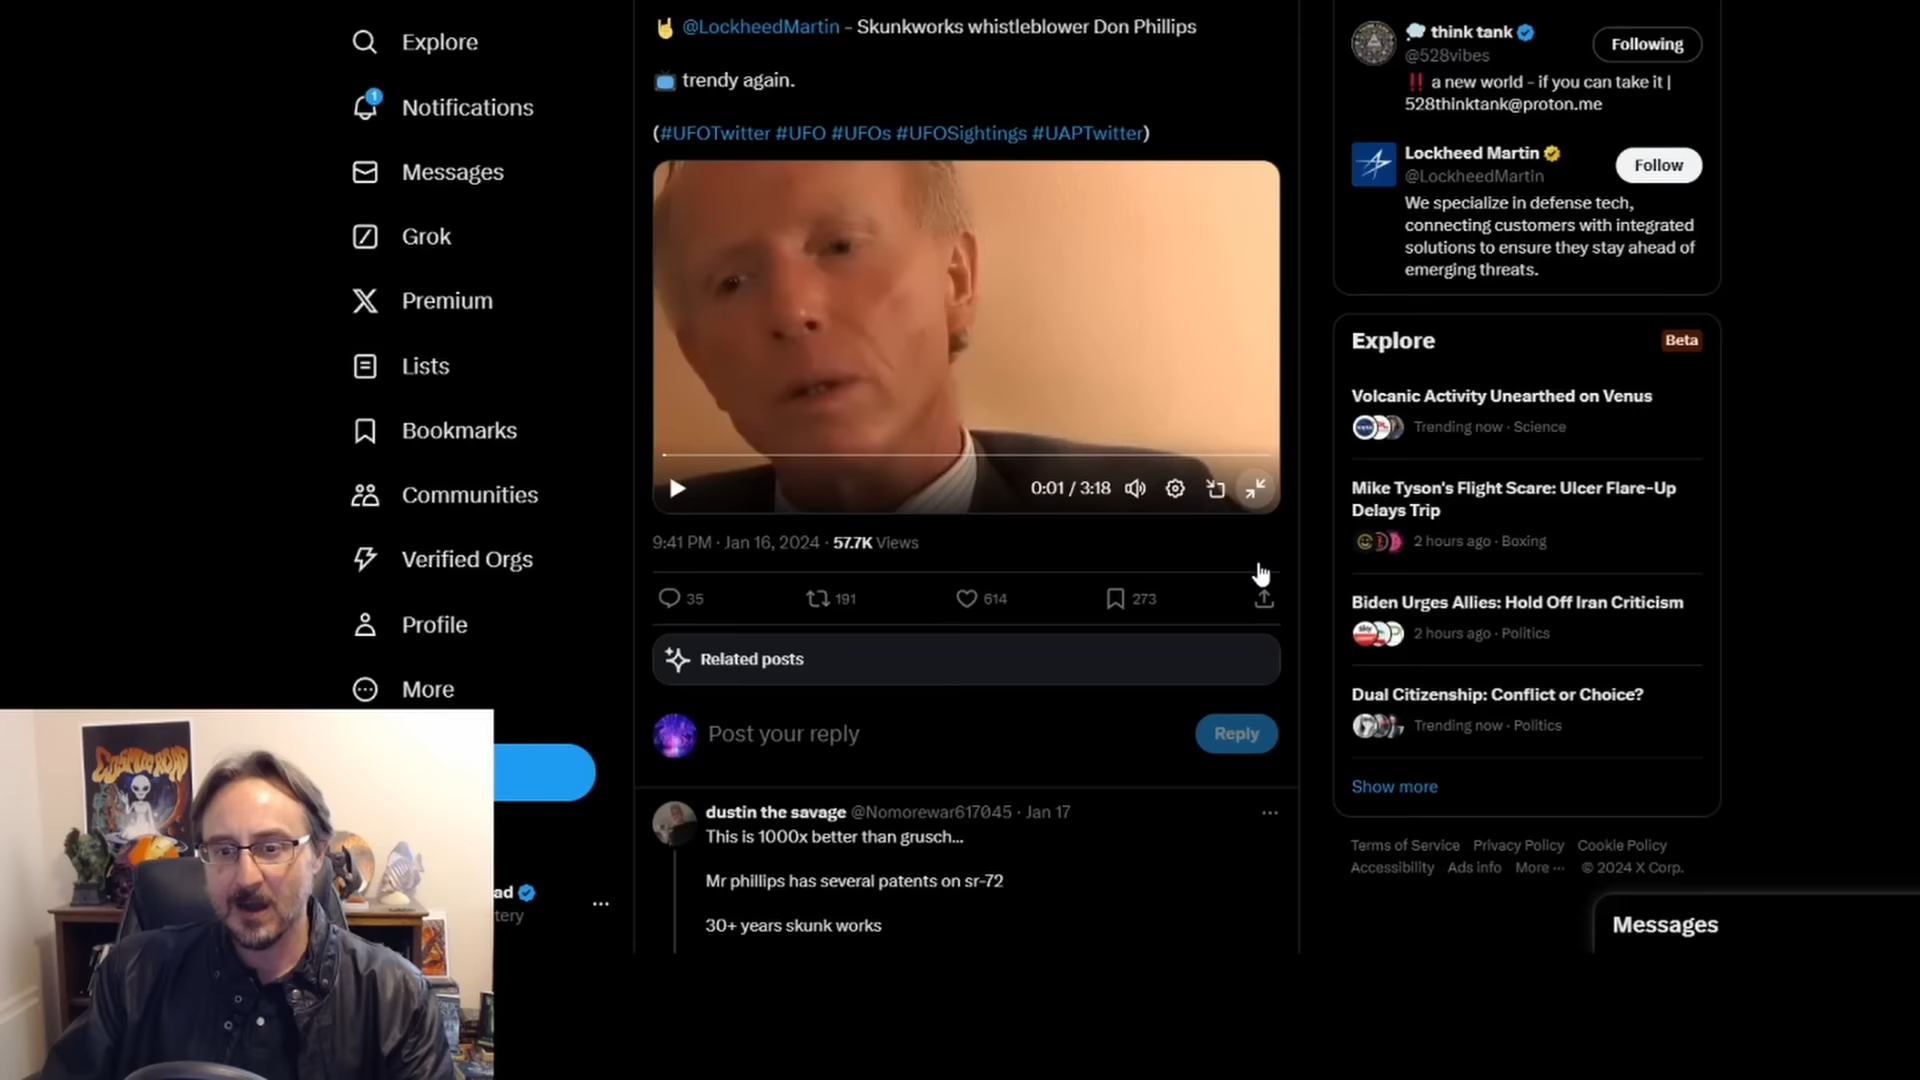 Explore
Notifications
1
Messages
Grok
Premium
Lists
Bookmarks
Communities
Verified Orgs
Profile
More
ad
tery
COSMIC ROAD
🤘 @LockheedMartin - Skunkworks whistleblower Don Phillips
📺 trendy again.
(#UFOTwitter #UFO #UFOs #UFOSightings #UAPTwitter)
0:01 / 3:18
9:41 PM · Jan 16, 2024 · 57.7K Views
35
191
614
273
Related posts
Post your reply
Reply
dustin the savage @Nomorewar617045 · Jan 17
This is 1000x better than grusch...
Mr phillips has several patents on sr-72
30+ years skunk works
think tank
@528vibes
Following
‼️ a new world - if you can take it |
528thinktank@proton.me
Lockheed Martin
@LockheedMartin
Follow
We specialize in defense tech,
connecting customers with integrated
solutions to ensure they stay ahead of
emerging threats.
Explore
Beta
Volcanic Activity Unearthed on Venus
Trending now · Science
Mike Tyson's Flight Scare: Ulcer Flare-Up
Delays Trip
2 hours ago · Boxing
Biden Urges Allies: Hold Off Iran Criticism
2 hours ago · Politics
Dual Citizenship: Conflict or Choice?
Trending now · Politics
Show more
Terms of Service Privacy Policy Cookie Policy
Accessibility Ads info More ··· © 2024 X Corp.
Messages